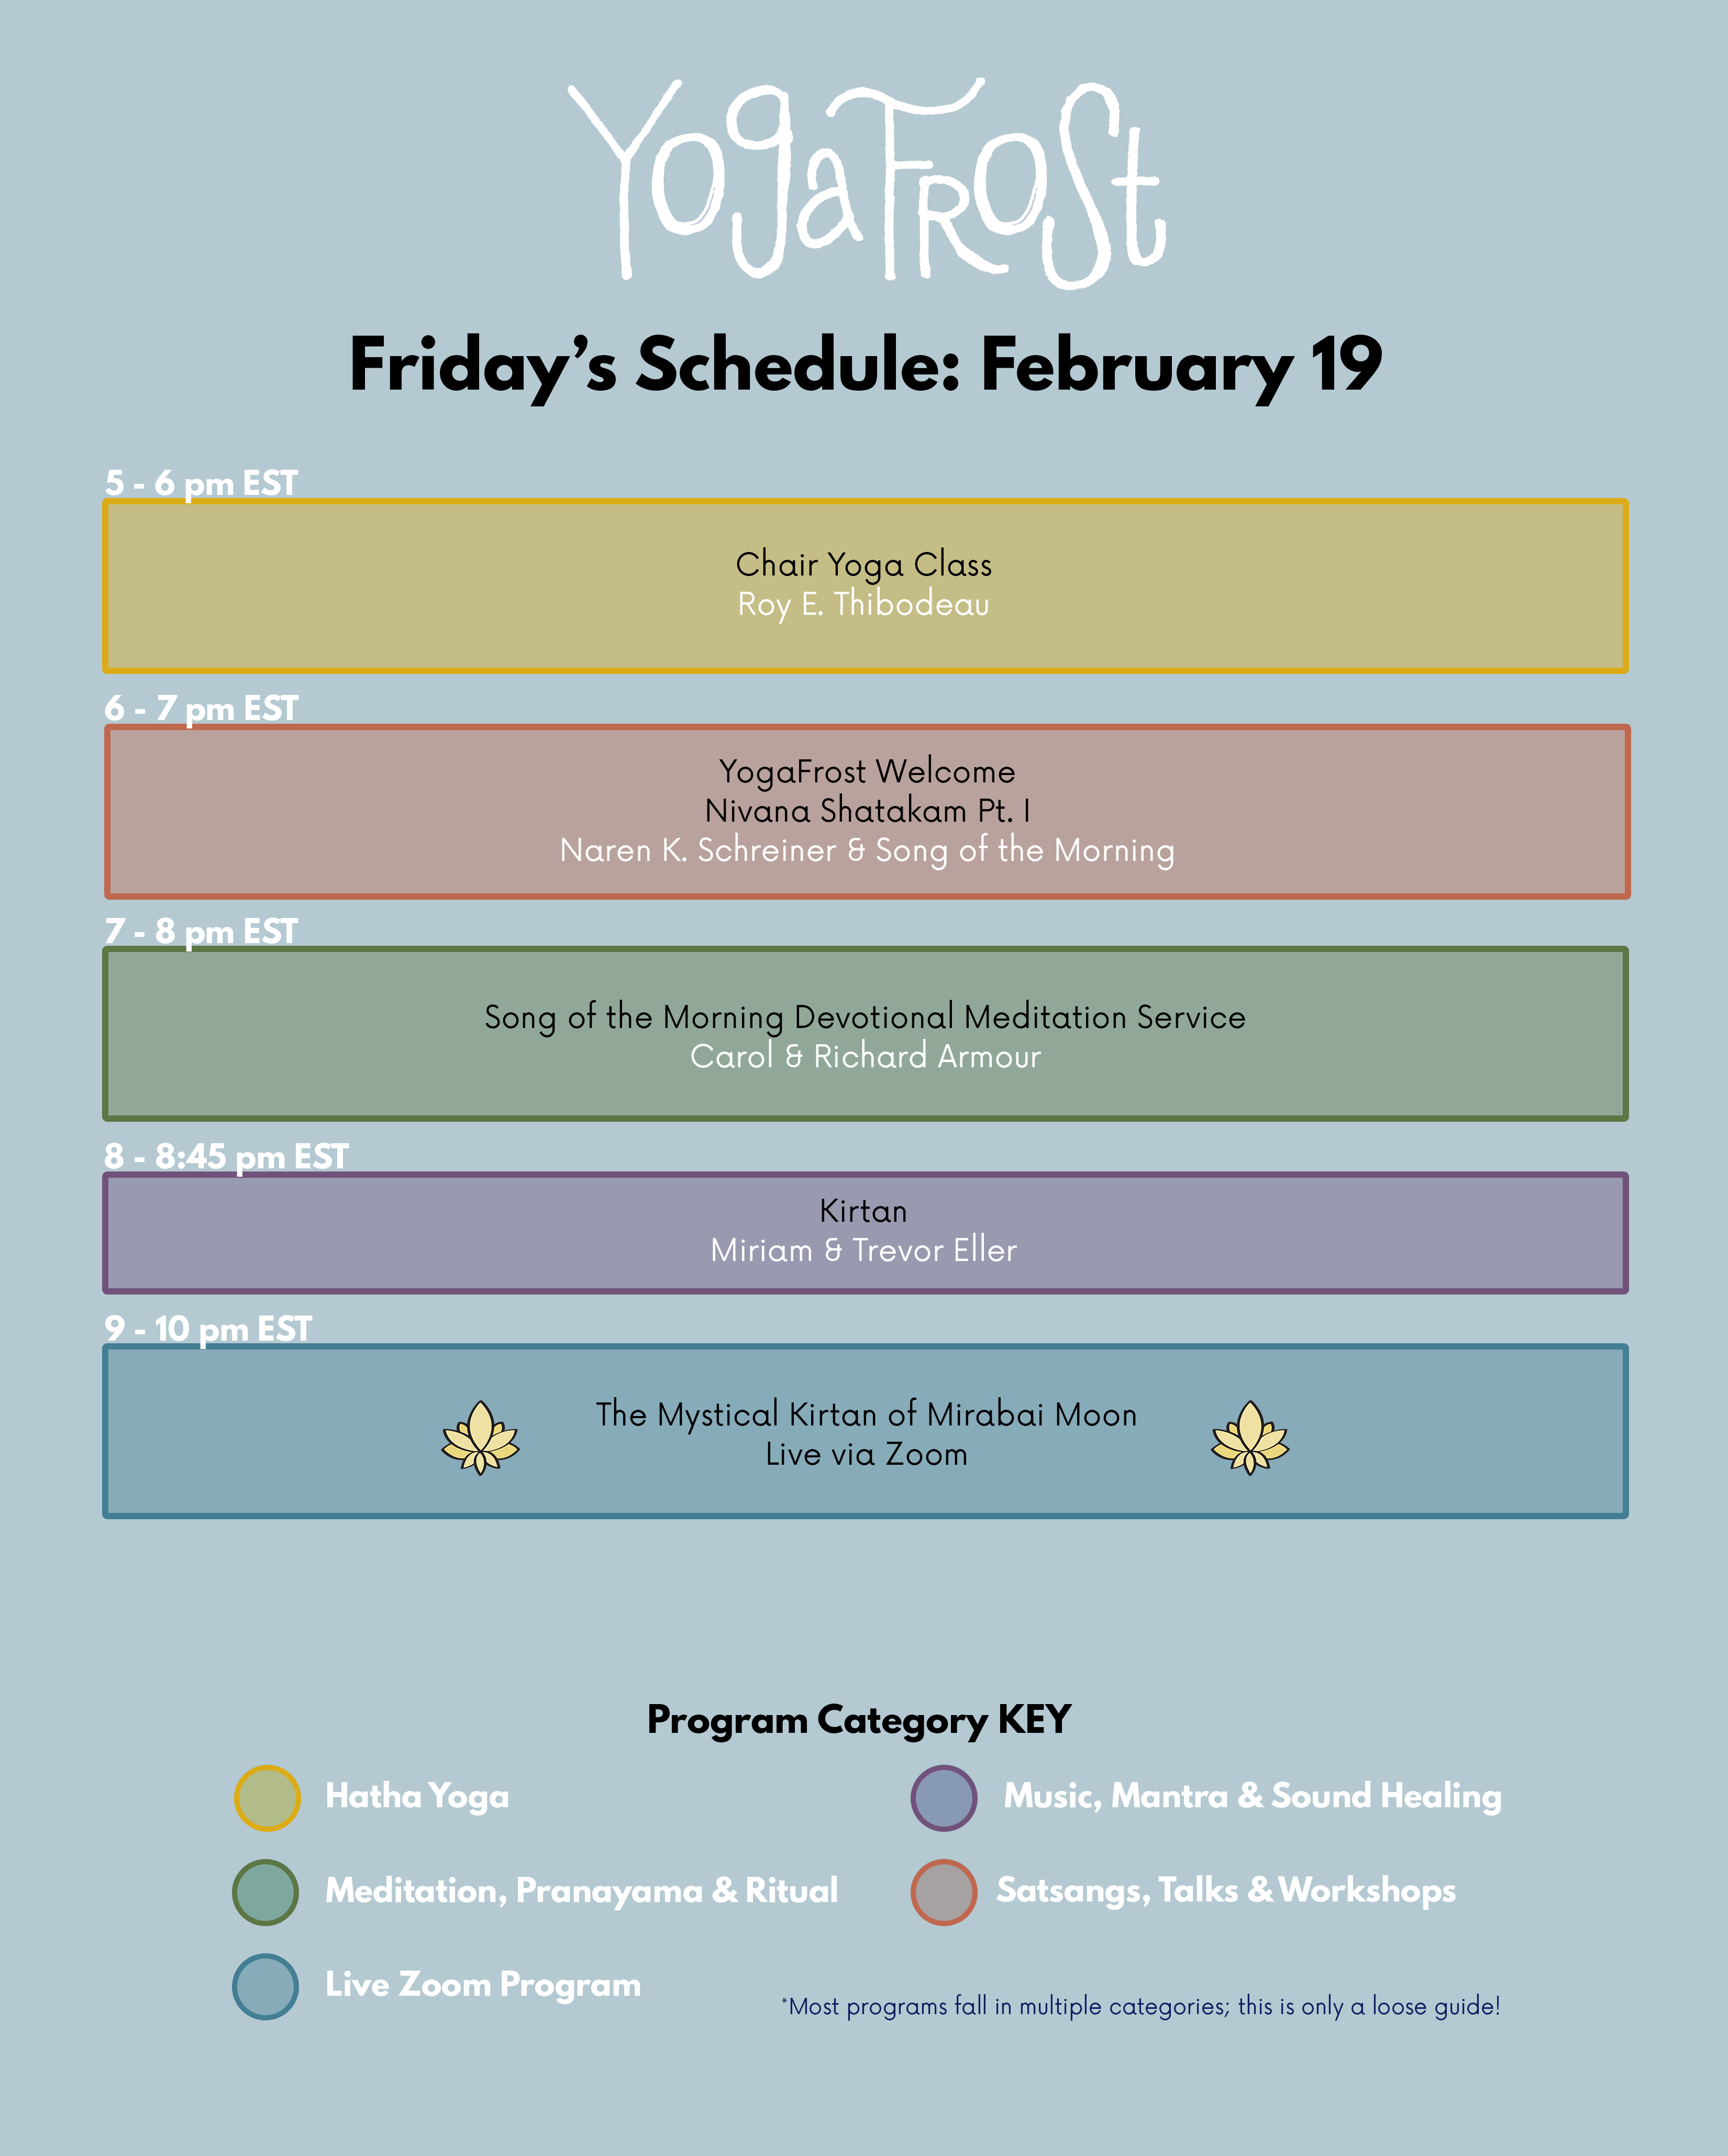 YogaFrost
Friday’s Schedule: February 19
5 - 6 pm EST
Chair Yoga Class
Roy E. Thibodeau
6 - 7 pm EST
YogaFrost Welcome
Nivana Shatakam Pt. I
Naren K. Schreiner & Song of the Morning
7 - 8 pm EST
Song of the Morning Devotional Meditation Service
Carol & Richard Armour
8 - 8:45 pm EST
Kirtan
Miriam & Trevor Eller
9 - 10 pm EST
The Mystical Kirtan of Mirabai Moon
Live via Zoom
Program Category KEY
Hatha Yoga
Music, Mantra & Sound Healing
Meditation, Pranayama & Ritual
Satsangs, Talks & Workshops
Live Zoom Program
*Most programs fall in multiple categories; this is only a loose guide!